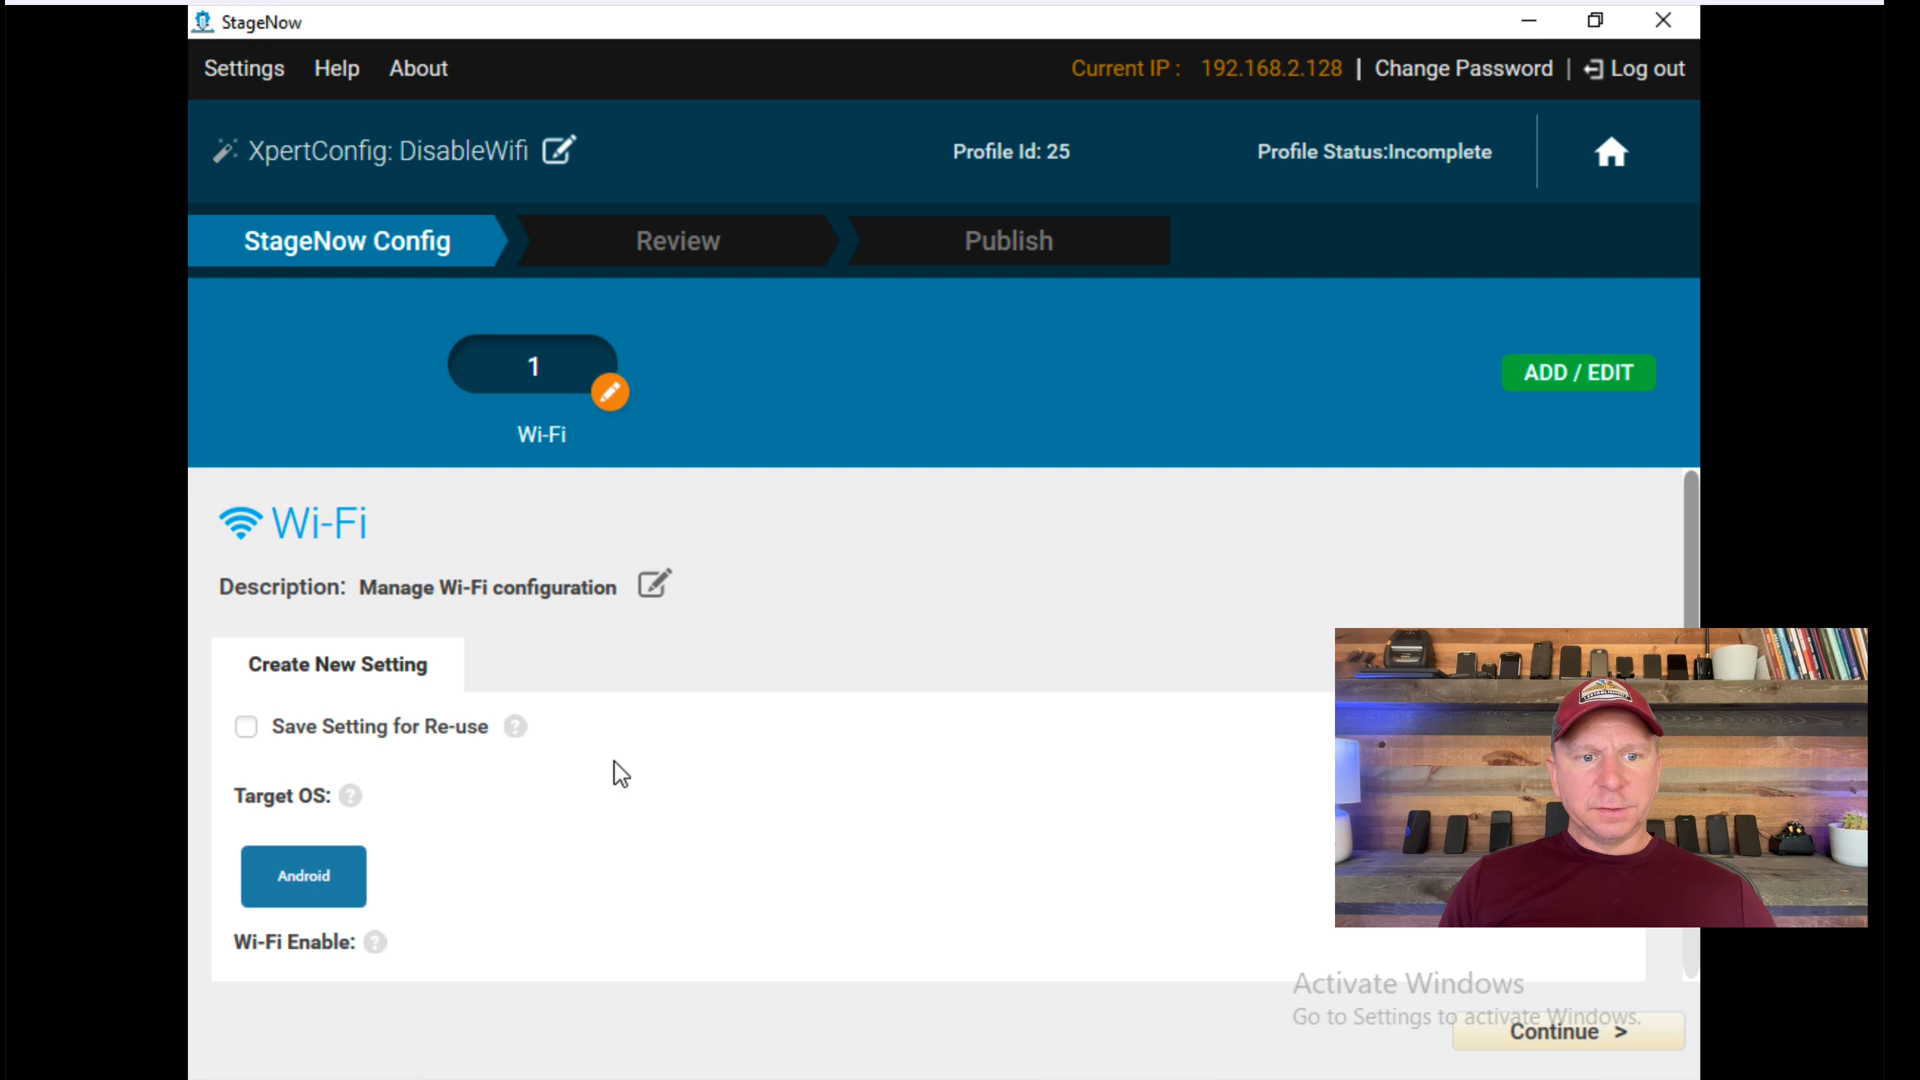 StageNow
Settings Help About Current IP : 192.168.2.128 | Change Password | Log out
XpertConfig: DisableWifi Profile Id: 25 Profile Status:Incomplete
StageNow Config Review Publish
1
ADD / EDIT
Wi-Fi
Wi-Fi
Description: Manage Wi-Fi configuration
Create New Setting
Save Setting for Re-use ?
Target OS: ?
Android
Wi-Fi Enable: ?
Activate Windows
Go to Settings to activate Windows.
Continue >